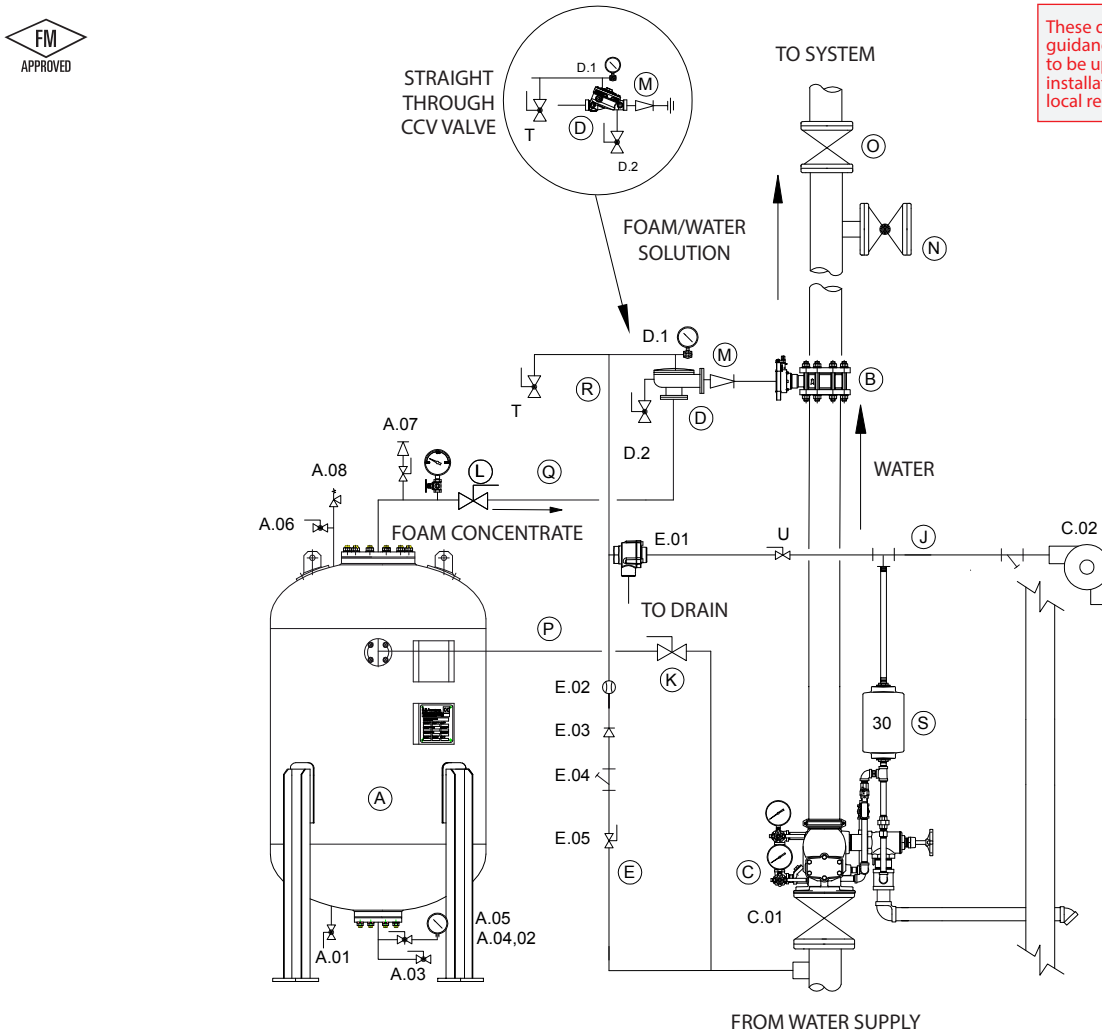 FM
APPROVED
These
guidanc
to be up
installat
local re
TO SYSTEM
STRAIGHT
THROUGH
CCV VALVE
D.1
M
T
D
D.2
O
FOAM/WATER
SOLUTION
N
D.1
M
R
B
T
D
A.07
D.2
A.08
L
Q
WATER
A.06
FOAM CONCENTRATE
E.01
U
J
C.02
TO DRAIN
P
K
E.02
E.03
30
S
E.04
A
E.05
E
C
C.01
A.05
A.04,02
A.01
A.03
FROM WATER SUPPLY